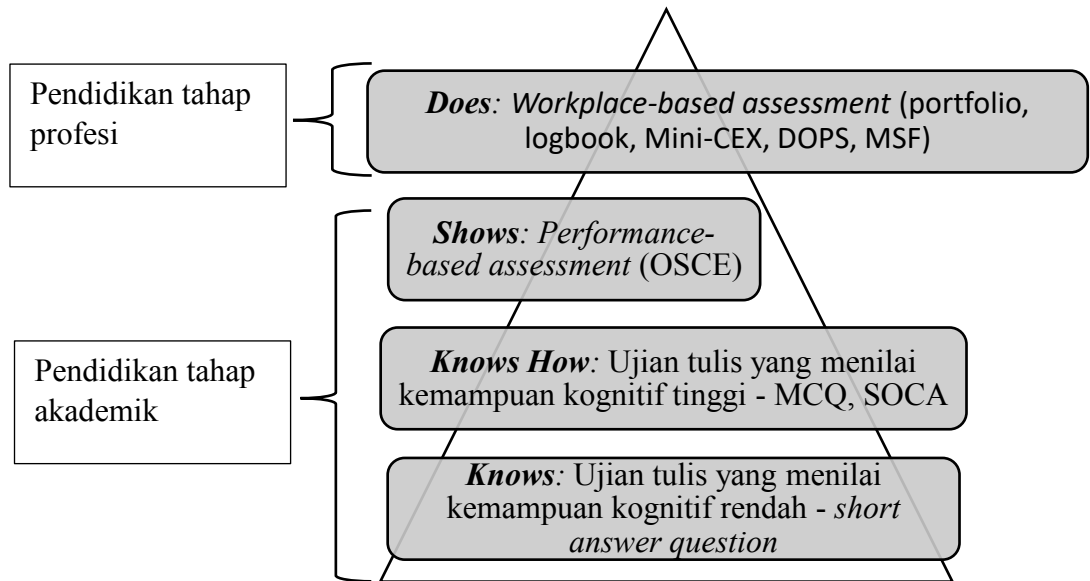 Pendidikan tahap
profesi
Does: Workplace-based assessment (portfolio,
logbook, Mini-CEX, DOPS, MSF)
Shows: Performance-
based assessment (OSCE)
Pendidikan tahap
akademik
Knows How: Ujian tulis yang menilai
kemampuan kognitif tinggi - MCQ, SOCA
Knows: Ujian tulis yang menilai
kemampuan kognitif rendah - short
answer question